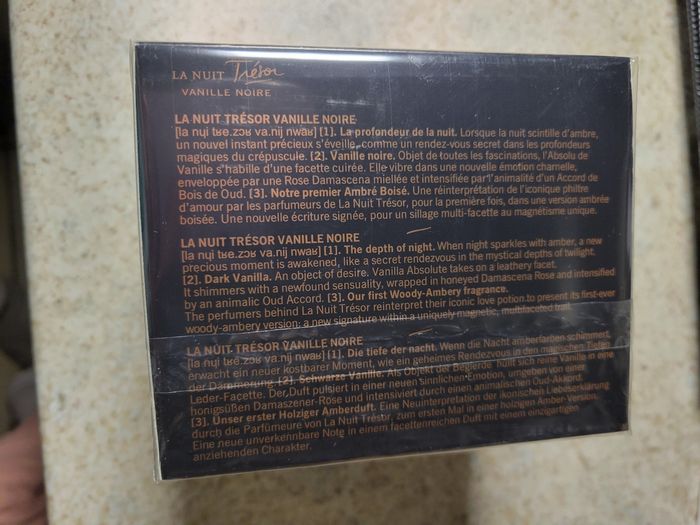 LA NUIT Trésor
VANILLE NOIRE
LA NUIT TRÉSOR VANILLE NOIRE
[la nɥi tʁe.zɔʁ va.nij nwaʁ] [1]. La profondeur de la nuit. Lorsque la nuit scintille d'ambre,
un nouvel instant précieux s'éveille, comme un rendez-vous secret dans les profondeurs
magiques du crépuscule. [2]. Vanille noire. Objet de toutes les fascinations, l'Absolu de
Vanille s'habille d'une facette cuirée. Elle vibre dans une nouvelle émotion charnelle,
enveloppée par une Rose Damascena miellée et intensifiée par l'animalité d'un Accord de
Bois de Oud. [3]. Notre premier Ambré Boisé. Une réinterprétation de l'iconique philtre
d'amour par les parfumeurs de La Nuit Trésor, pour la première fois, dans une version ambrée
boisée. Une nouvelle écriture signée, pour un sillage multi-facette au magnétisme unique.
LA NUIT TRÉSOR VANILLE NOIRE
[la nɥi tʁe.zɔʁ va.nij nwaʁ] [1]. The depth of night. When night sparkles with amber, a new
precious moment is awakened, like a secret rendezvous in the mystical depths of twilight.
[2]. Dark Vanilla. An object of desire. Vanilla Absolute takes on a leathery facet.
It shimmers with a newfound sensuality, wrapped in honeyed Damascena Rose and intensified
by an animalic Oud Accord. [3]. Our first Woody-Ambery fragrance.
The perfumers behind La Nuit Trésor reinterpret their iconic love potion to present its first-ever
woody-ambery version: a new signature within a uniquely magnetic, multifaceted trail.
LA NUIT TRÉSOR VANILLE NOIRE
[la nɥi tʁe.zɔʁ va.nij nwaʁ] [1]. Die tiefe der nacht. Wenn die Nacht amberfarben schimmert,
erwacht ein neuer kostbarer Moment, wie ein geheimes Rendezvous in den magischen Tiefen
der Dämmerung. [2]. Schwarze Vanille. Als Objekt der Begierde hüllt sich reine Vanille in eine
Leder-Facette. Der Duft pulsiert in einer neuen sinnlichen Emotion, umgeben von einer
honigsüßen Damaszener-Rose und intensiviert durch einen animalischen Oud-Akkord.
[3]. Unser erster Holziger Amberduft. Eine Neuinterpretation der ikonischen Liebeserklärung
durch die Parfümeure von La Nuit Trésor, zum ersten Mal in einer holzigen Amber-Version.
Eine neue unverkennbare Note in einem facettenreichen Duft mit einem einzigartigen
anziehenden Charakter.